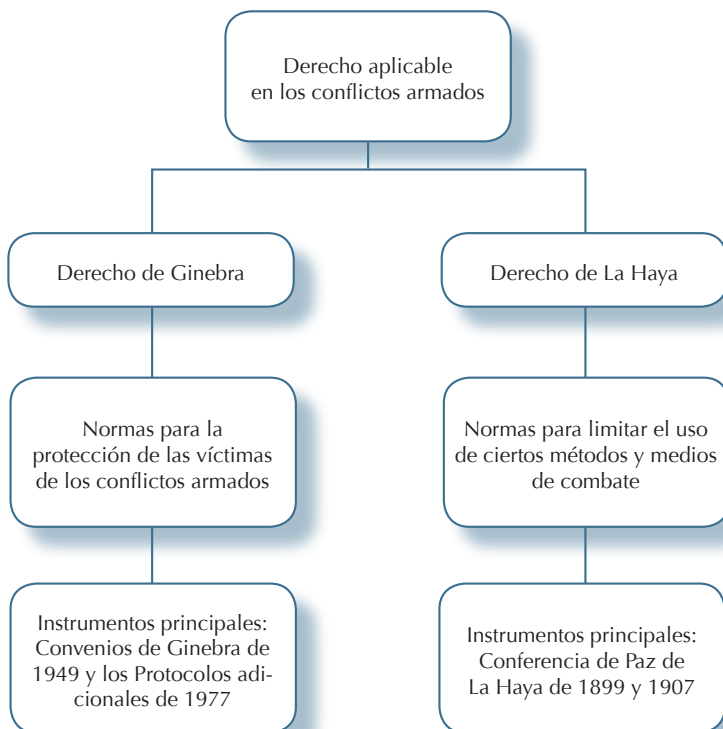 Derecho aplicable
en los conflictos armados
Derecho de Ginebra
Derecho de La Haya
Normas para la
protección de las víctimas
de los conflictos armados
Normas para limitar el uso
de ciertos métodos y medios
de combate
Instrumentos principales:
Convenios de Ginebra de
1949 y los Protocolos adi-
cionales de 1977
Instrumentos principales:
Conferencia de Paz de
La Haya de 1899 y 1907